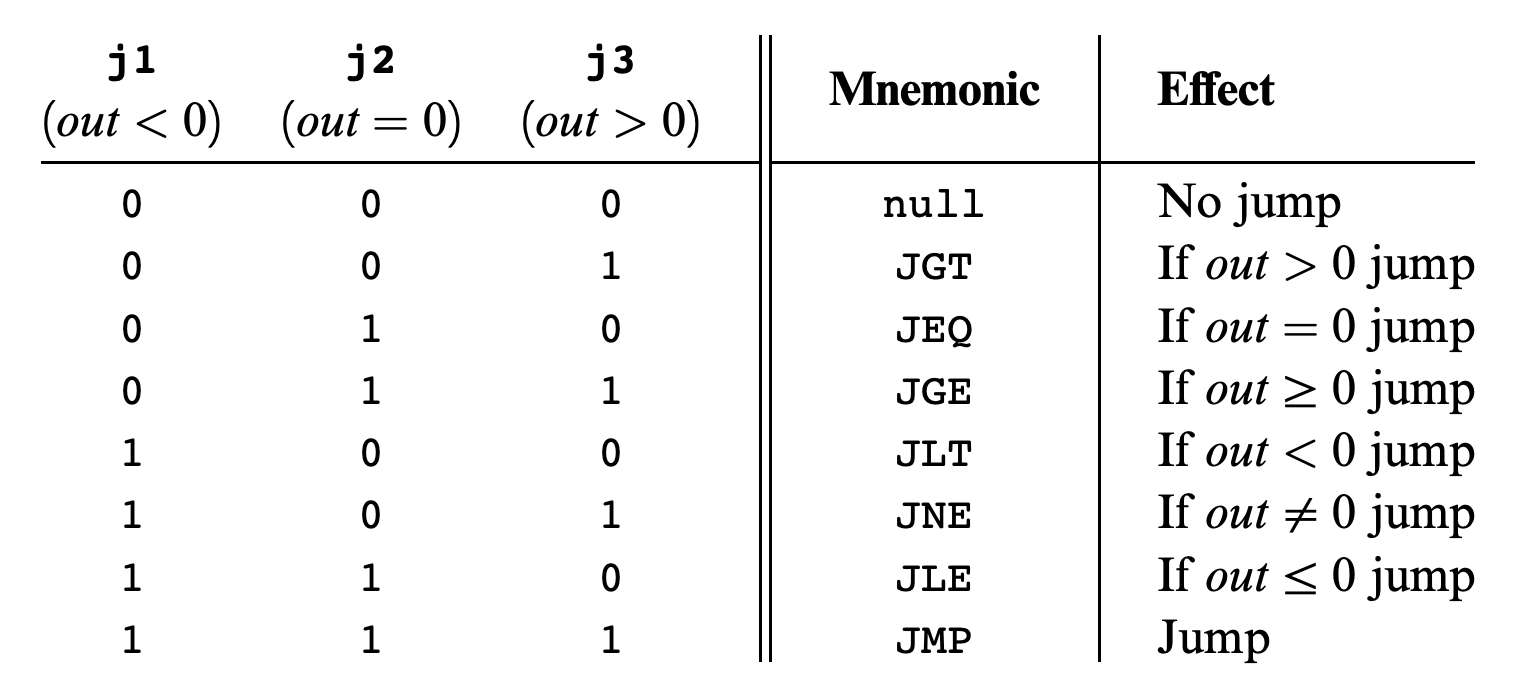 j1 j2 j3 Mnemonic Effect
(out < 0) (out = 0) (out > 0)
0 0 0 null No jump
0 0 1 JGT If out > 0 jump
0 1 0 JEQ If out = 0 jump
0 1 1 JGE If out ≥ 0 jump
1 0 0 JLT If out < 0 jump
1 0 1 JNE If out ≠ 0 jump
1 1 0 JLE If out ≤ 0 jump
1 1 1 JMP Jump